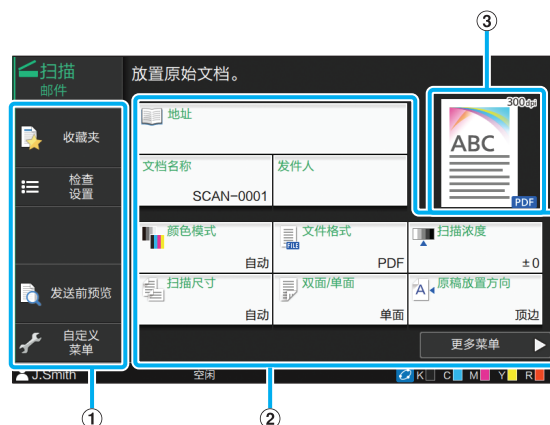 ③
扫描
邮件
放置原始文档。
300dpi
ABC
PDF
收藏夹
检查
设置
发送前预览
自定义
菜单
地址
文档名称
SCAN-0001
发件人
颜色模式
自动
文件格式
FILE
PDF
扫描浓度
±0
扫描尺寸
自动
双面/单面
单面
A
原稿放置方向
顶边
更多菜单
J.Smith
空闲
K C M Y R
① ②